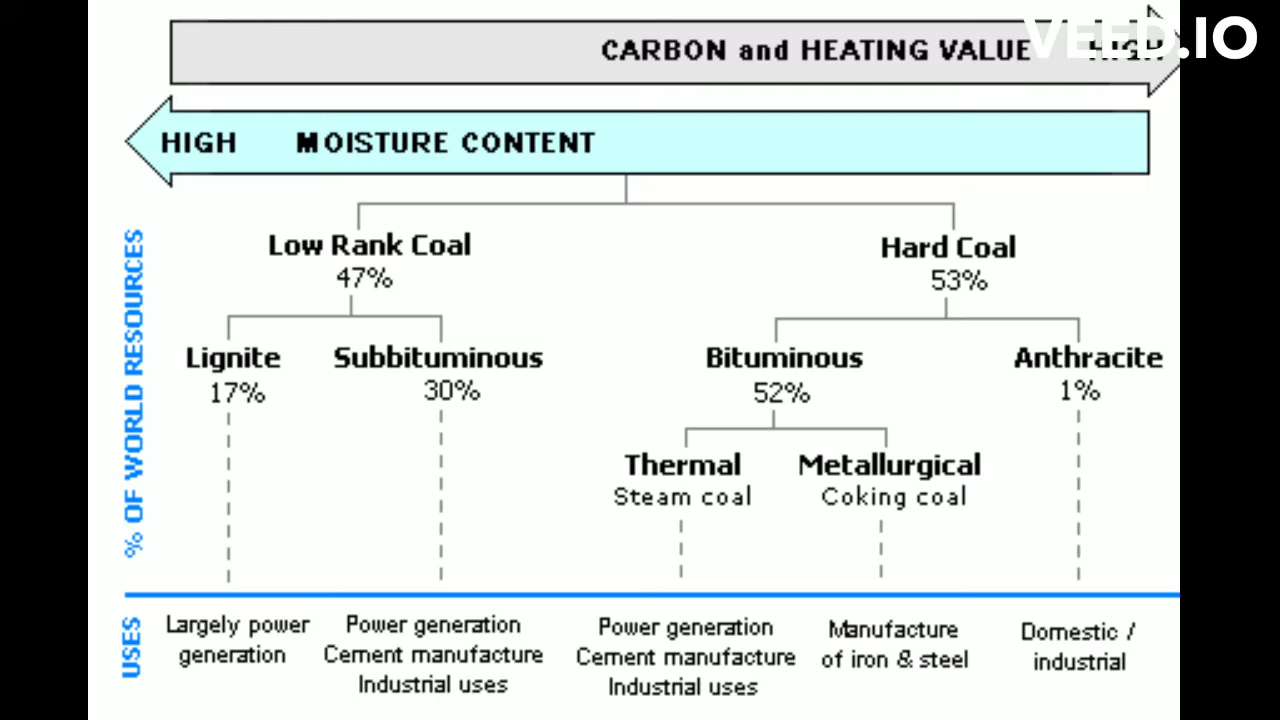 VEED.IO
CARBON and HEATING VALUE HIGH
HIGH MOISTURE CONTENT
% OF WORLD RESOURCES
Low Rank Coal
47%
Hard Coal
53%
Lignite
17%
Subbituminous
30%
Bituminous
52%
Anthracite
1%
Thermal
Steam coal
Metallurgical
Coking coal
USES
Largely power
generation
Power generation
Cement manufacture
Industrial uses
Power generation
Cement manufacture
Industrial uses
Manufacture
of iron & steel
Domestic /
industrial